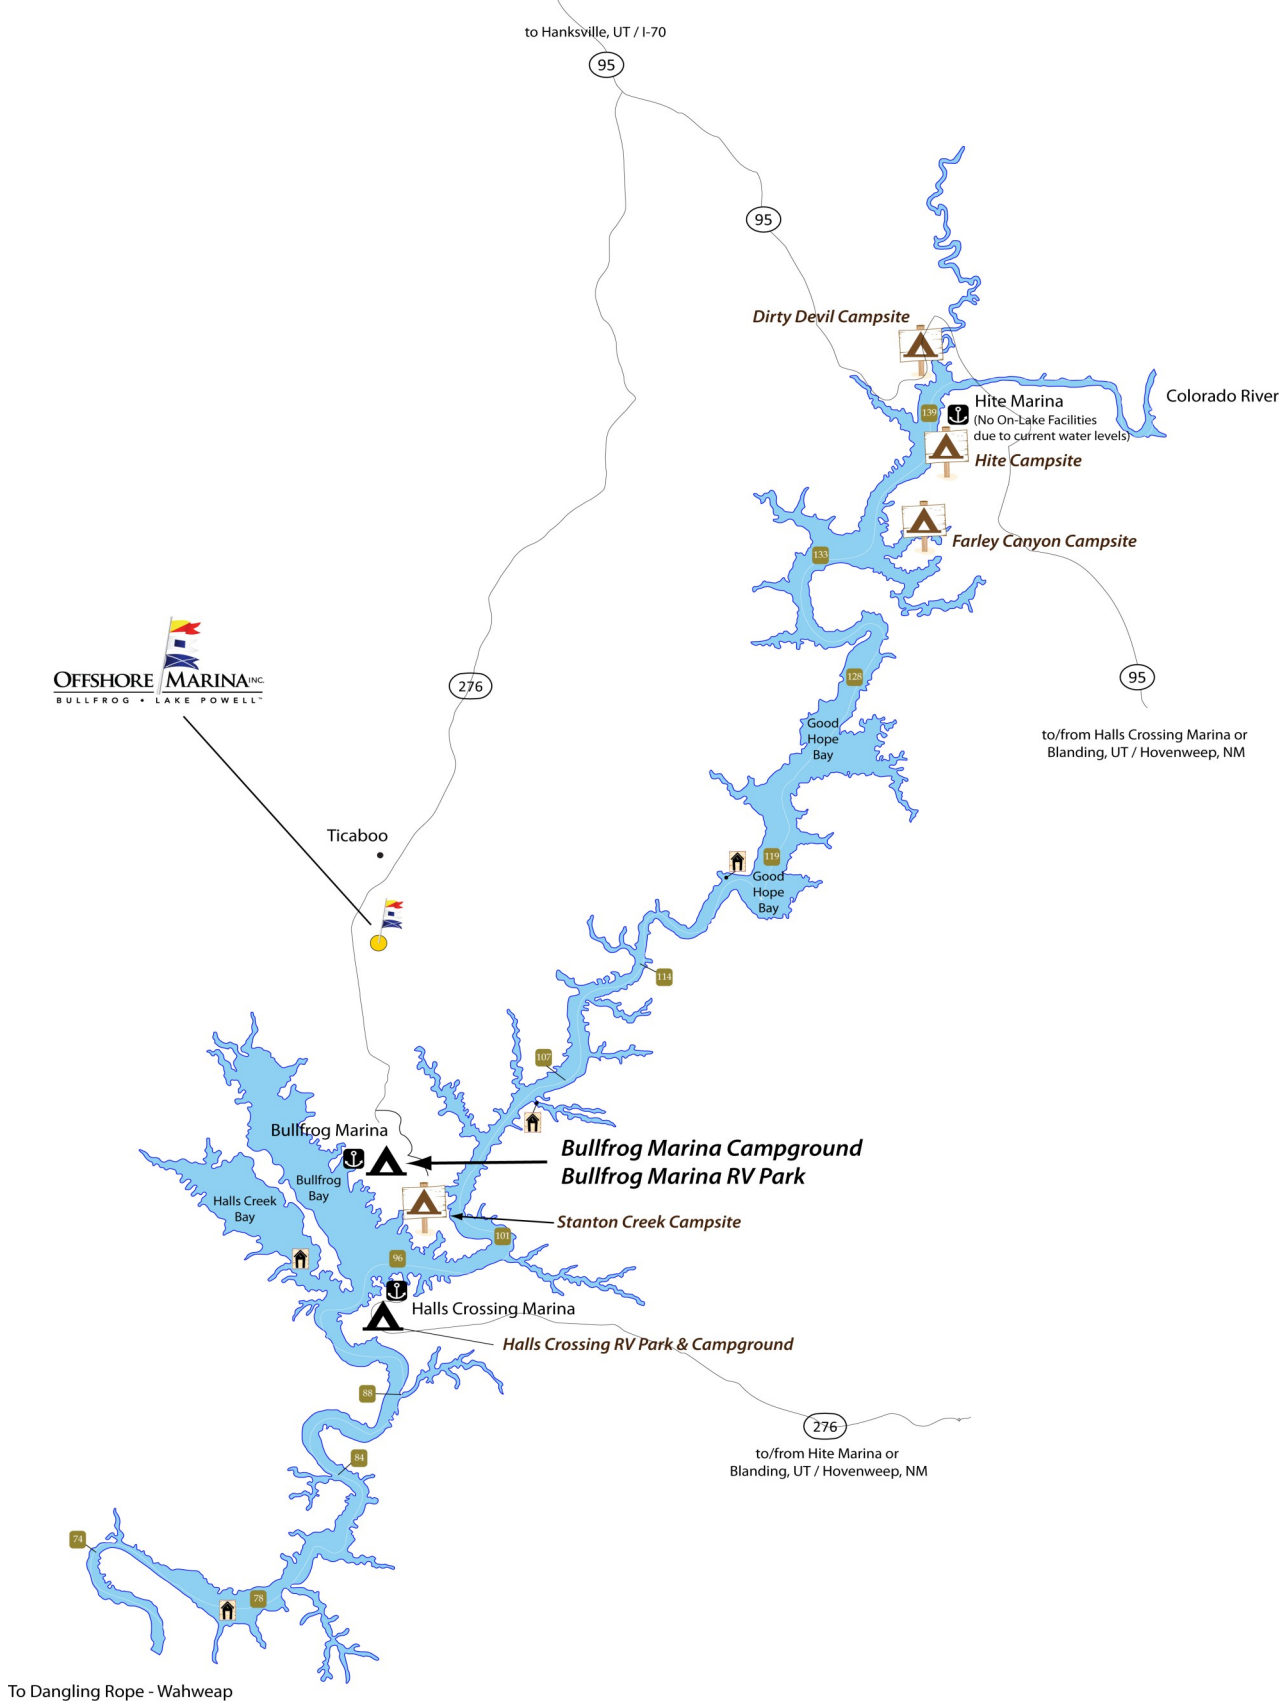 to Hanksville, UT / I-70
95
95
Dirty Devil Campsite
Colorado River
Hite Marina
139
(No On-Lake Facilities
due to current water levels)
Hite Campsite
Farley Canyon Campsite
133
OFFSHORE MARINA INC.
BULLFROG • LAKE POWELL™
276
128
95
Good
Hope
Bay
to/from Halls Crossing Marina or
Blanding, UT / Hovenweep, NM
Ticaboo
119
Good
Hope
Bay
114
107
Bullfrog Marina
Bullfrog Marina Campground
Bullfrog Marina RV Park
Bullfrog
Bay
Halls Creek
Bay
Stanton Creek Campsite
101
96
Halls Crossing Marina
Halls Crossing RV Park & Campground
88
276
to/from Hite Marina or
Blanding, UT / Hovenweep, NM
84
74
78
To Dangling Rope - Wahweap